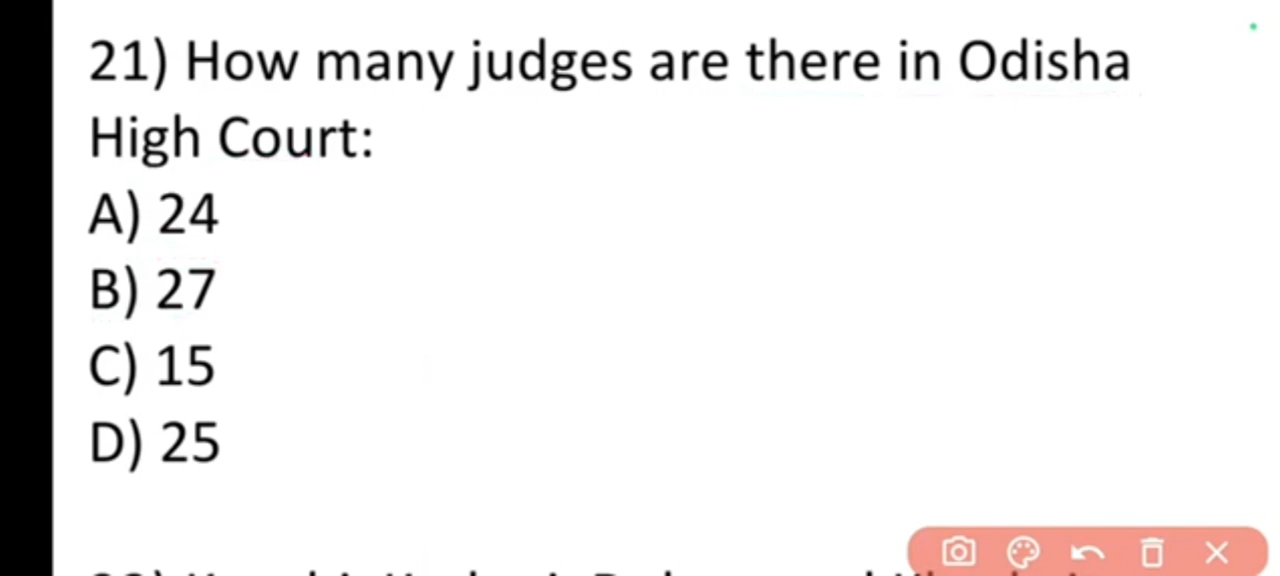 21) How many judges are there in Odisha
High Court:
A) 24
B) 27
C) 15
D) 25